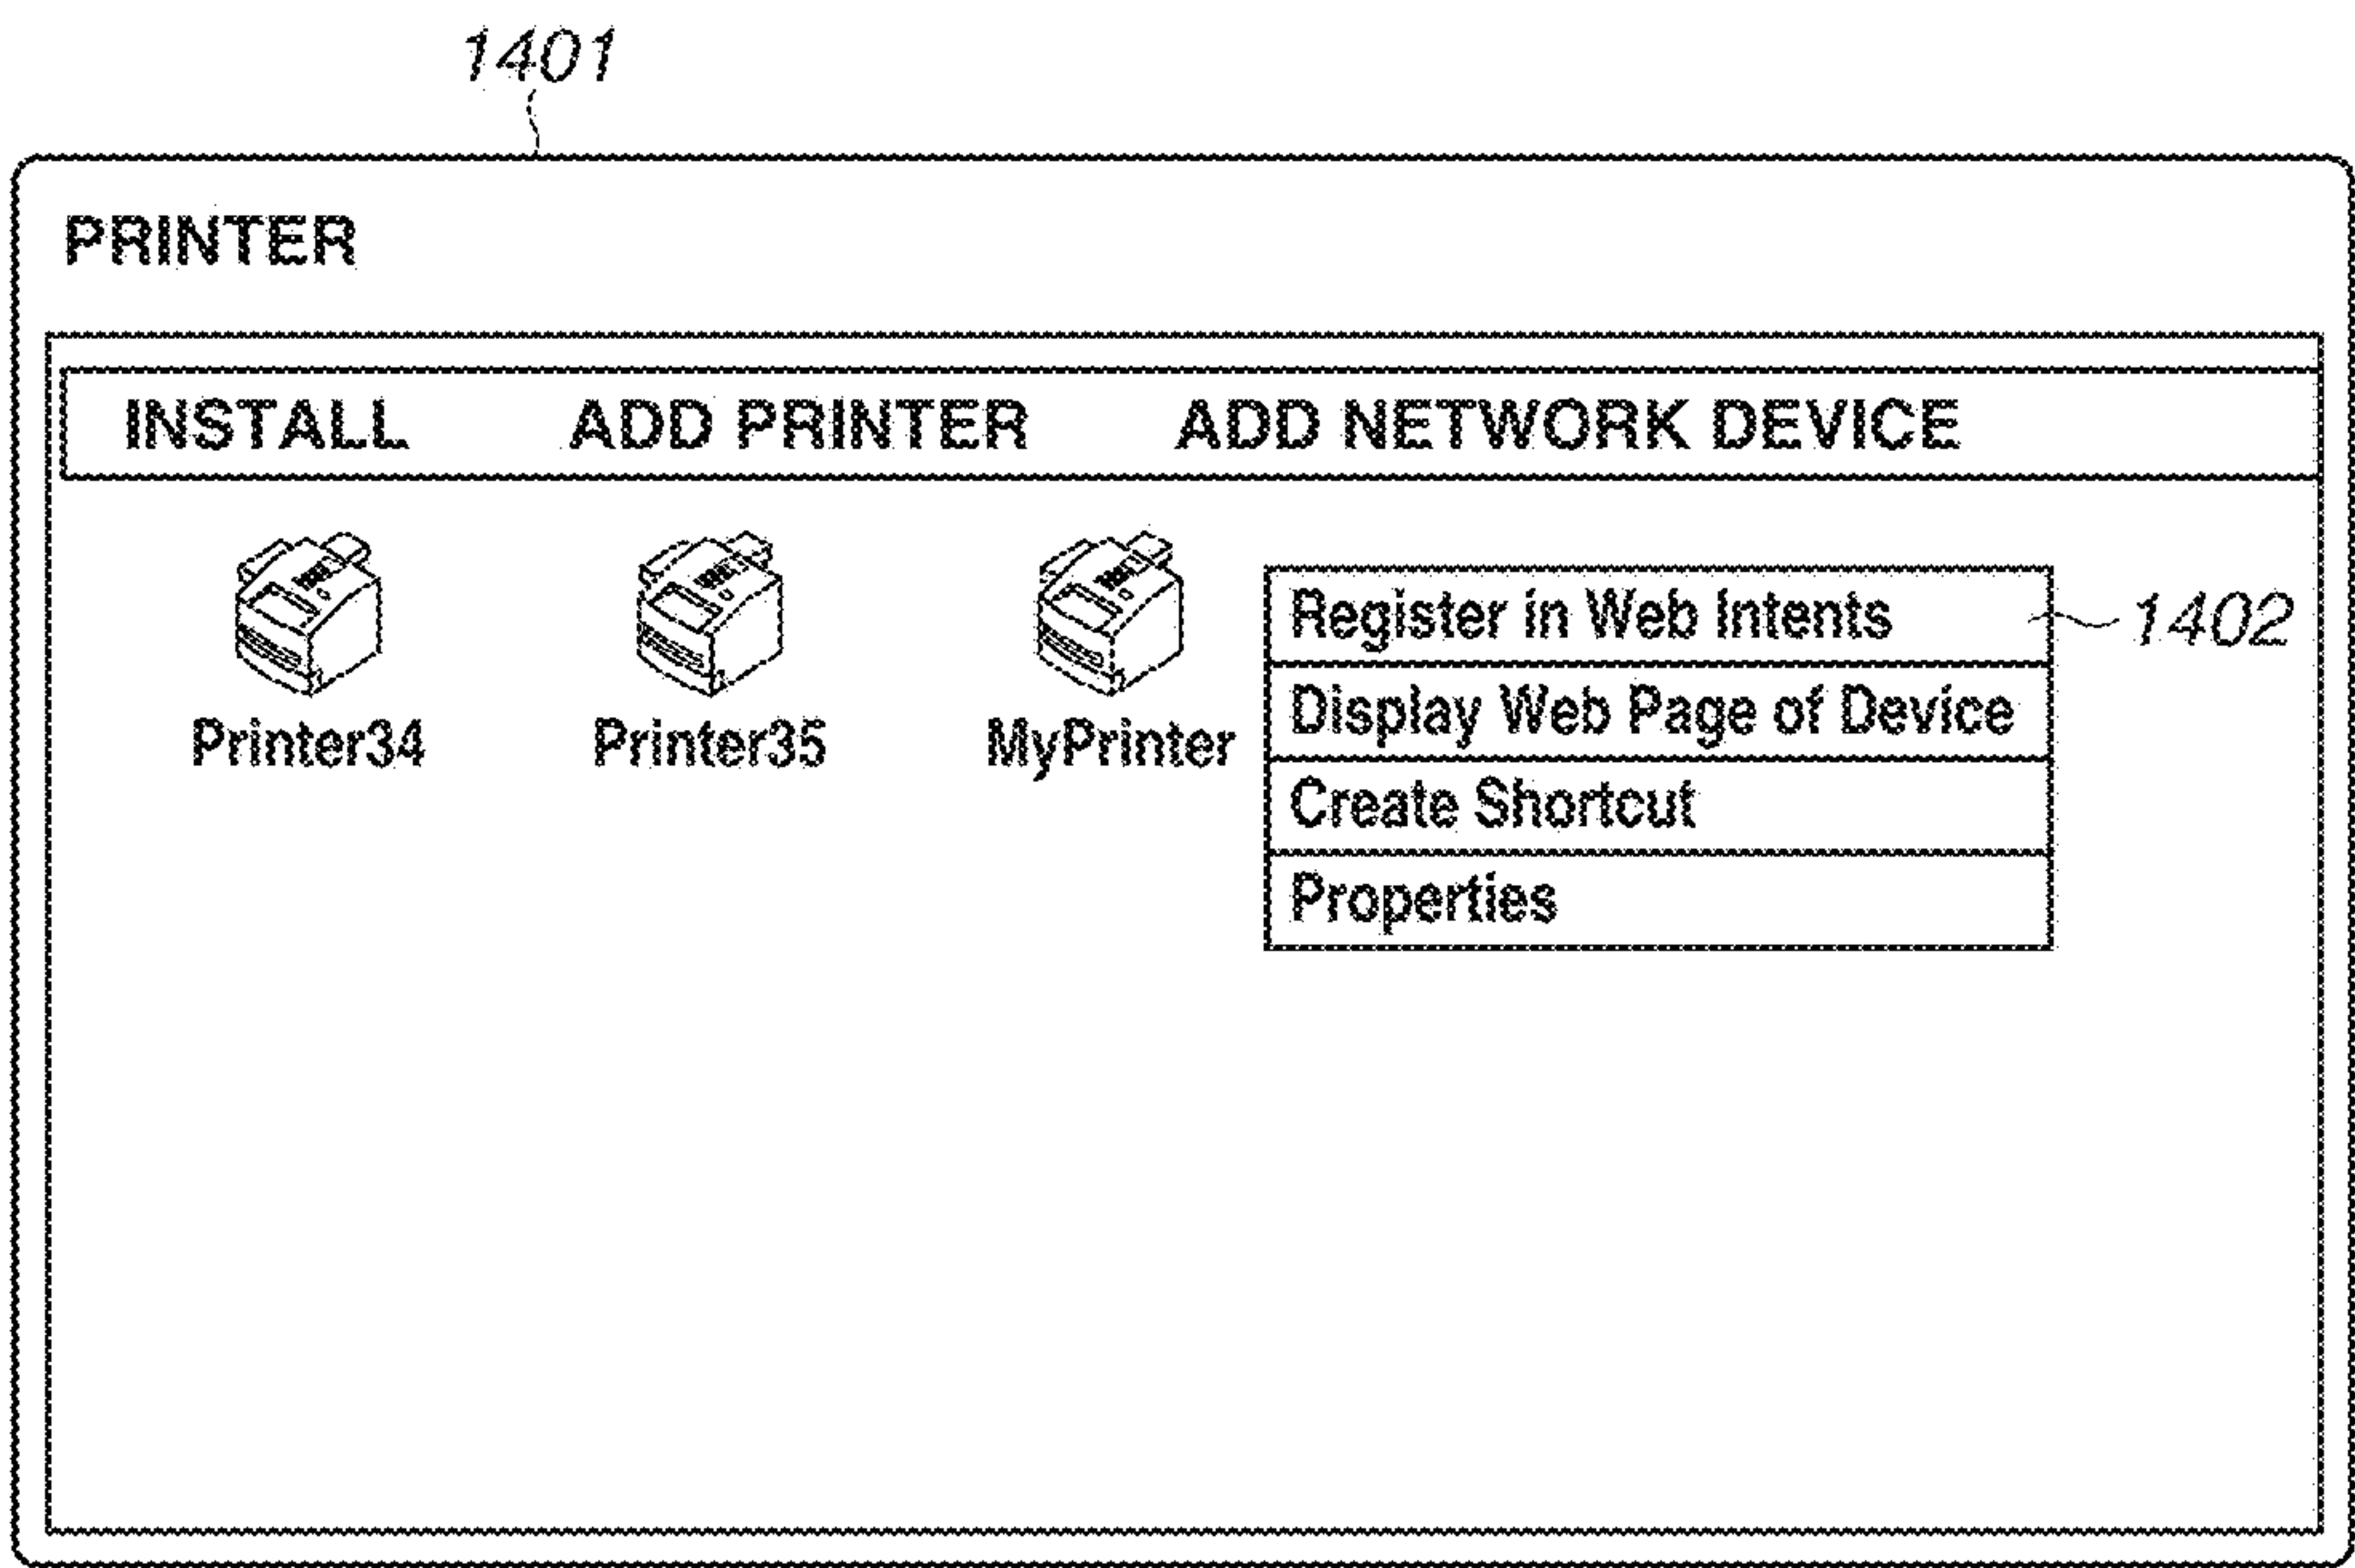 1401
PRINTER
INSTALL ADD PRINTER ADD NETWORK DEVICE
Register in Web Intents 1402
Display Web Page of Device
Printer34 Printer35 MyPrinter
Create Shortcut
Properties